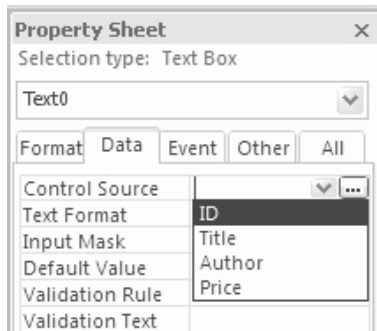 Property Sheet
Selection type: Text Box
Text0
Format Data Event Other All
Control Source
Text Format
Input Mask
Default Value
Validation Rule
Validation Text
ID
Title
Author
Price